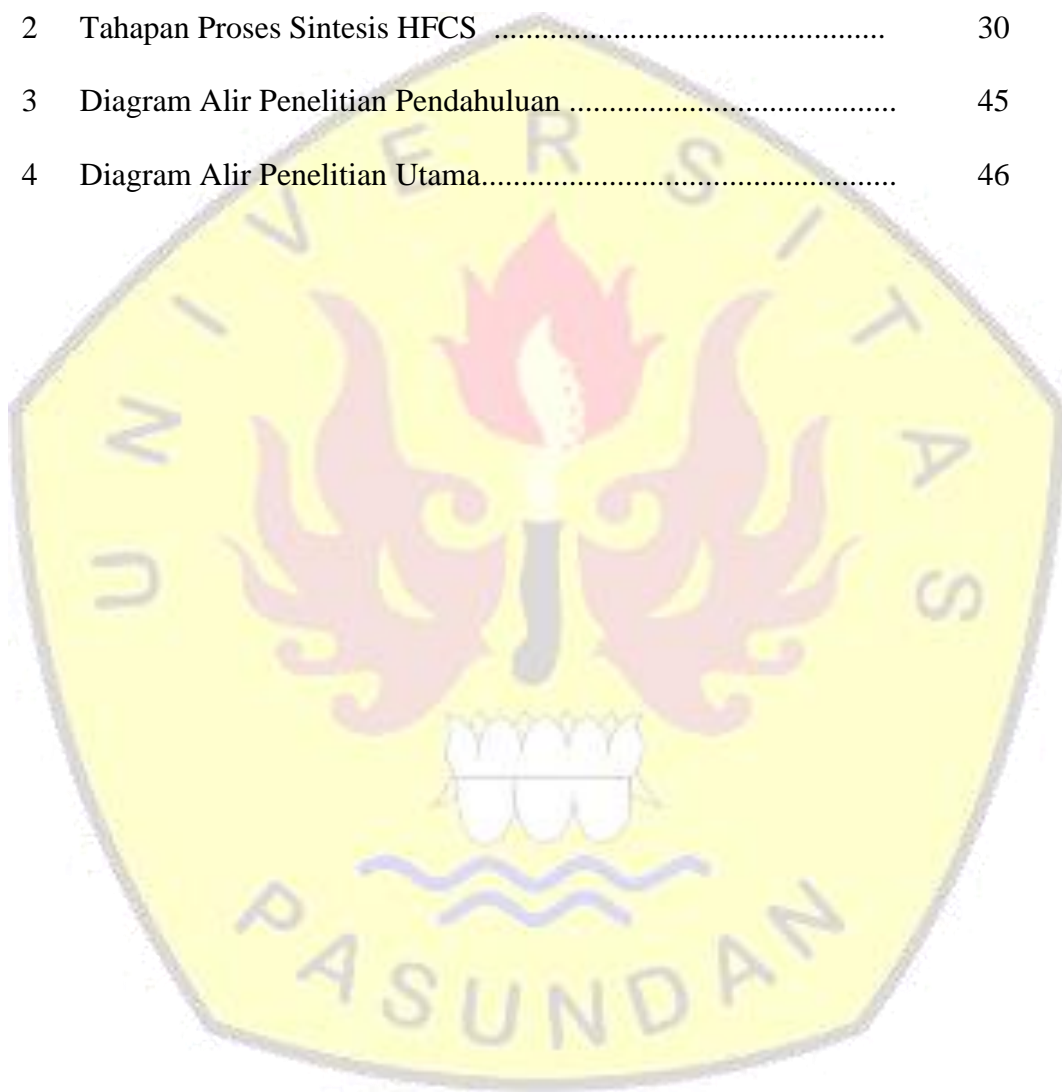 2 Tahapan Proses Sintesis HFCS ................................................ 30
3 Diagram Alir Penelitian Pendahuluan ......................................... 45
4 Diagram Alir Penelitian Utama.................................................... 46
UNIVERSITAS
PASUNDAN